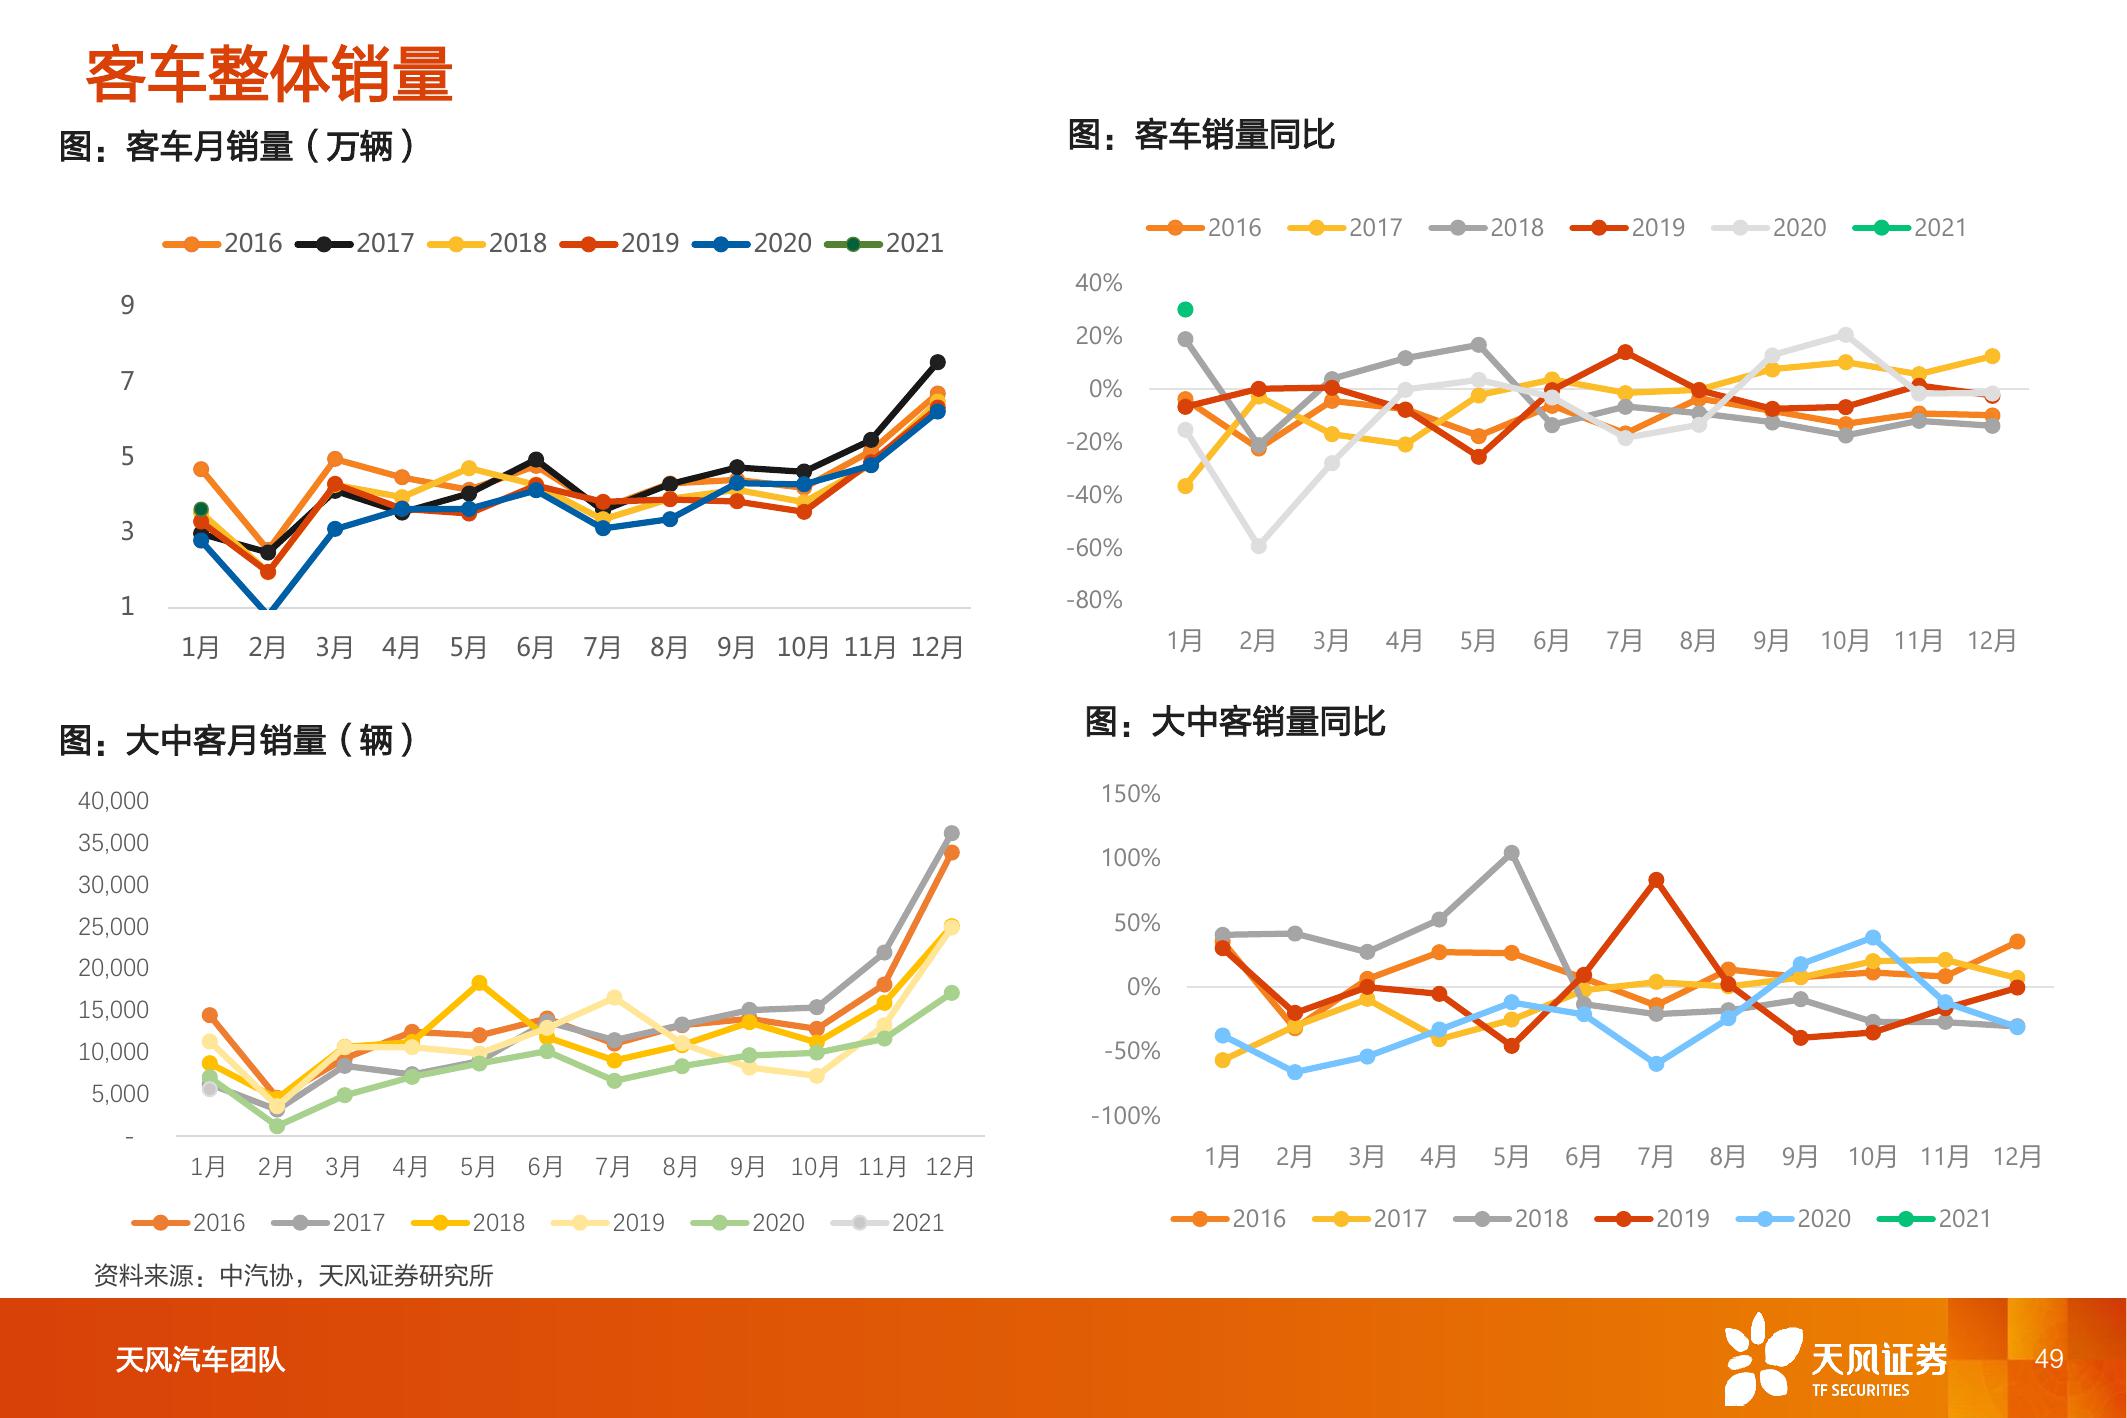 客车整体销量
图：客车月销量（万辆）
2016 2017 2018 2019 2020 2021
9
7
5
3
1
1月 2月 3月 4月 5月 6月 7月 8月 9月 10月 11月 12月
图：客车销量同比
2016 2017 2018 2019 2020 2021
40%
20%
0%
-20%
-40%
-60%
-80%
1月 2月 3月 4月 5月 6月 7月 8月 9月 10月 11月 12月
图：大中客月销量（辆）
40,000
35,000
30,000
25,000
20,000
15,000
10,000
5,000
-
1月 2月 3月 4月 5月 6月 7月 8月 9月 10月 11月 12月
2016 2017 2018 2019 2020 2021
图：大中客销量同比
150%
100%
50%
0%
-50%
-100%
1月 2月 3月 4月 5月 6月 7月 8月 9月 10月 11月 12月
2016 2017 2018 2019 2020 2021
资料来源：中汽协，天风证券研究所
天风汽车团队
天风证券
TF SECURITIES
49